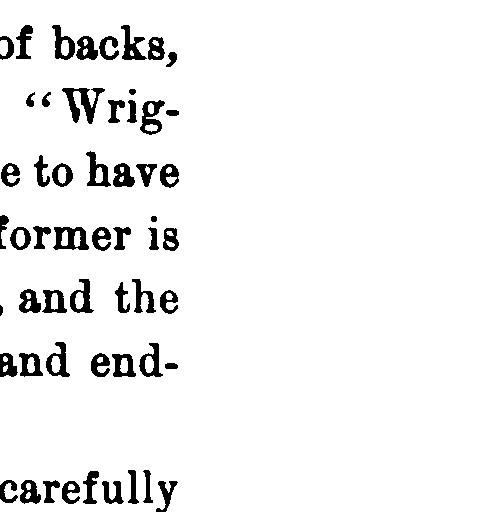 of backs,
“Wrig-
e to have
former is
, and the
and end-
carefully